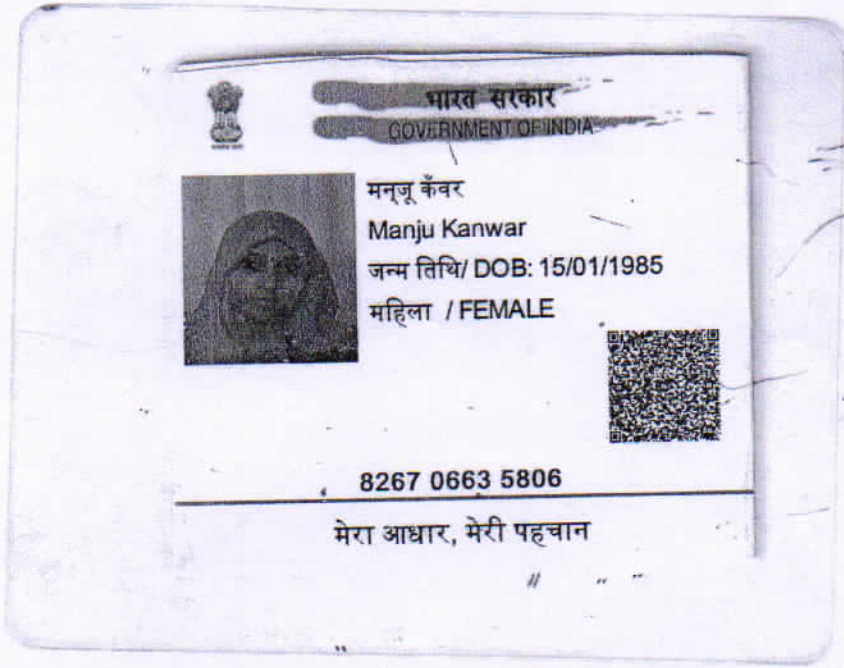 भारत सरकार
GOVERNMENT OF INDIA
मनजू कँवर
Manju Kanwar
जन्म तिथि/ DOB: 15/01/1985
महिला / FEMALE
8267 0663 5806
मेरा आधार, मेरी पहचान